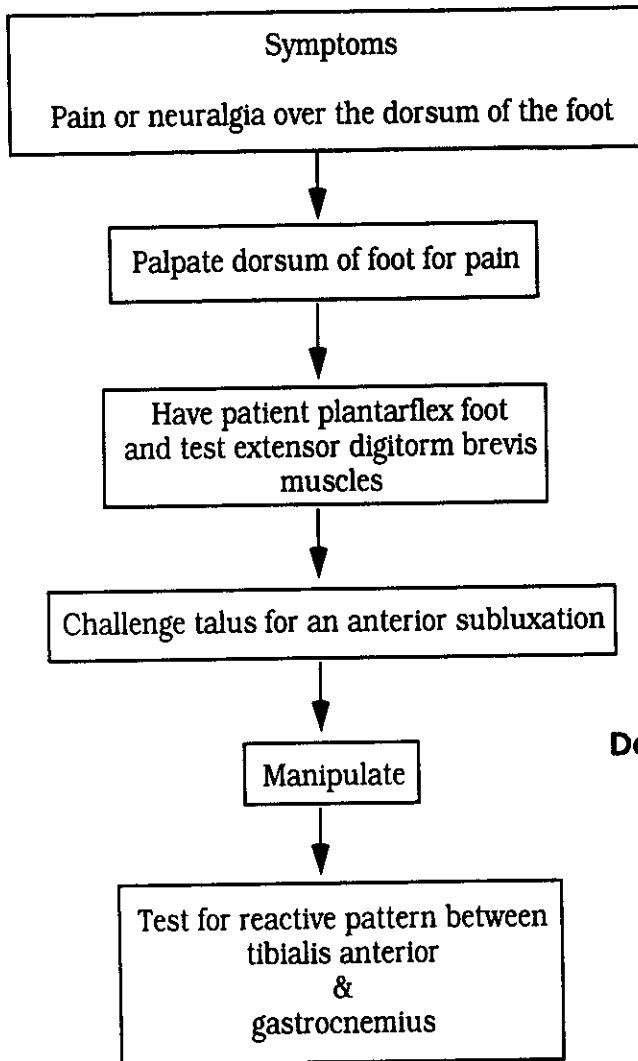 Symptoms
Pain or neuralgia over the dorsum of the foot
Palpate dorsum of foot for pain
Have patient plantarflex foot
and test extensor digitorm brevis
muscles
Challenge talus for an anterior subluxation
Manipulate
Test for reactive pattern between
tibialis anterior
&
gastrocnemius